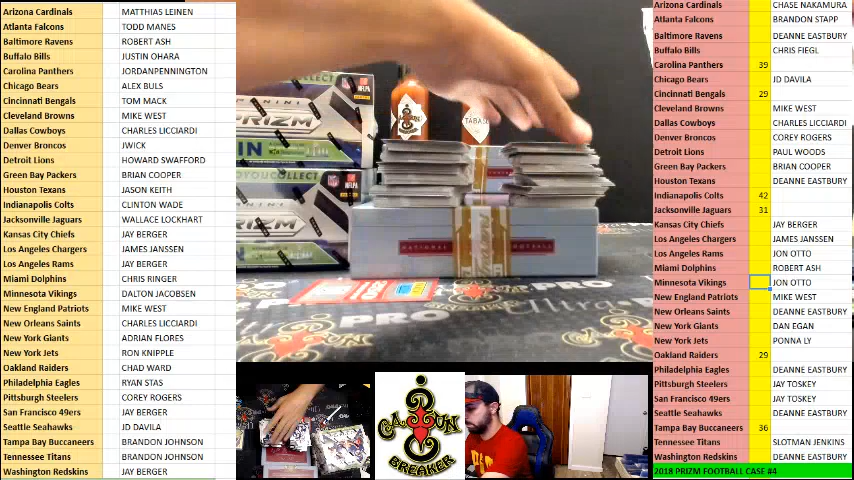 Arizona Cardinals MATTHIAS LEINEN
Atlanta Falcons TODD MANES
Baltimore Ravens ROBERT ASH
Buffalo Bills JUSTIN OHARA
Carolina Panthers JORDANPENNINGTON
Chicago Bears ALEX BULS
Cincinnati Bengals TOM MACK
Cleveland Browns MIKE WEST
Dallas Cowboys CHARLES LICCIARDI
Denver Broncos JWICK
Detroit Lions HOWARD SWAFFORD
Green Bay Packers BRIAN COOPER
Houston Texans JASON KEITH
Indianapolis Colts CLINTON WADE
Jacksonville Jaguars WALLACE LOCKHART
Kansas City Chiefs JAY BERGER
Los Angeles Chargers JAMES JANSSEN
Los Angeles Rams JAY BERGER
Miami Dolphins CHRIS RINGER
Minnesota Vikings DALTON JACOBSEN
New England Patriots MIKE WEST
New Orleans Saints CHARLES LICCIARDI
New York Giants ADRIAN FLORES
New York Jets RON KNIPPLE
Oakland Raiders CHAD WARD
Philadelphia Eagles RYAN STAS
Pittsburgh Steelers COREY ROGERS
San Francisco 49ers JAY BERGER
Seattle Seahawks JD DAVILA
Tampa Bay Buccaneers BRANDON JOHNSON
Tennessee Titans BRANDON JOHNSON
Washington Redskins JAY BERGER
PRIZM
NFLPA
YOUCOLLECT
NFLPA
TABAS
NATIONAL FOOTBALL
PRO
PRO
CAJUN
BREAKER
Arizona Cardinals CHASE NAKAMURA
Atlanta Falcons BRANDON STAPP
Baltimore Ravens DEANNE EASTBURY
Buffalo Bills CHRIS FIEGL
Carolina Panthers 39
Chicago Bears JD DAVILA
Cincinnati Bengals 29
Cleveland Browns MIKE WEST
Dallas Cowboys CHARLES LICCIARDI
Denver Broncos COREY ROGERS
Detroit Lions PAUL WOODS
Green Bay Packers BRIAN COOPER
Houston Texans DEANNE EASTBURY
Indianapolis Colts 42
Jacksonville Jaguars 31
Kansas City Chiefs JAY BERGER
Los Angeles Chargers JAMES JANSSEN
Los Angeles Rams JON OTTO
Miami Dolphins ROBERT ASH
Minnesota Vikings JON OTTO
New England Patriots MIKE WEST
New Orleans Saints DEANNE EASTBURY
New York Giants DAN EGAN
New York Jets PONNA LY
Oakland Raiders 29
Philadelphia Eagles DEANNE EASTBURY
Pittsburgh Steelers JAY TOSKEY
San Francisco 49ers JAY TOSKEY
Seattle Seahawks DEANNE EASTBURY
Tampa Bay Buccaneers 36
Tennessee Titans SLOTMAN JENKINS
Washington Redskins DEANNE EASTBURY
2018 PRIZM FOOTBALL CASE #4